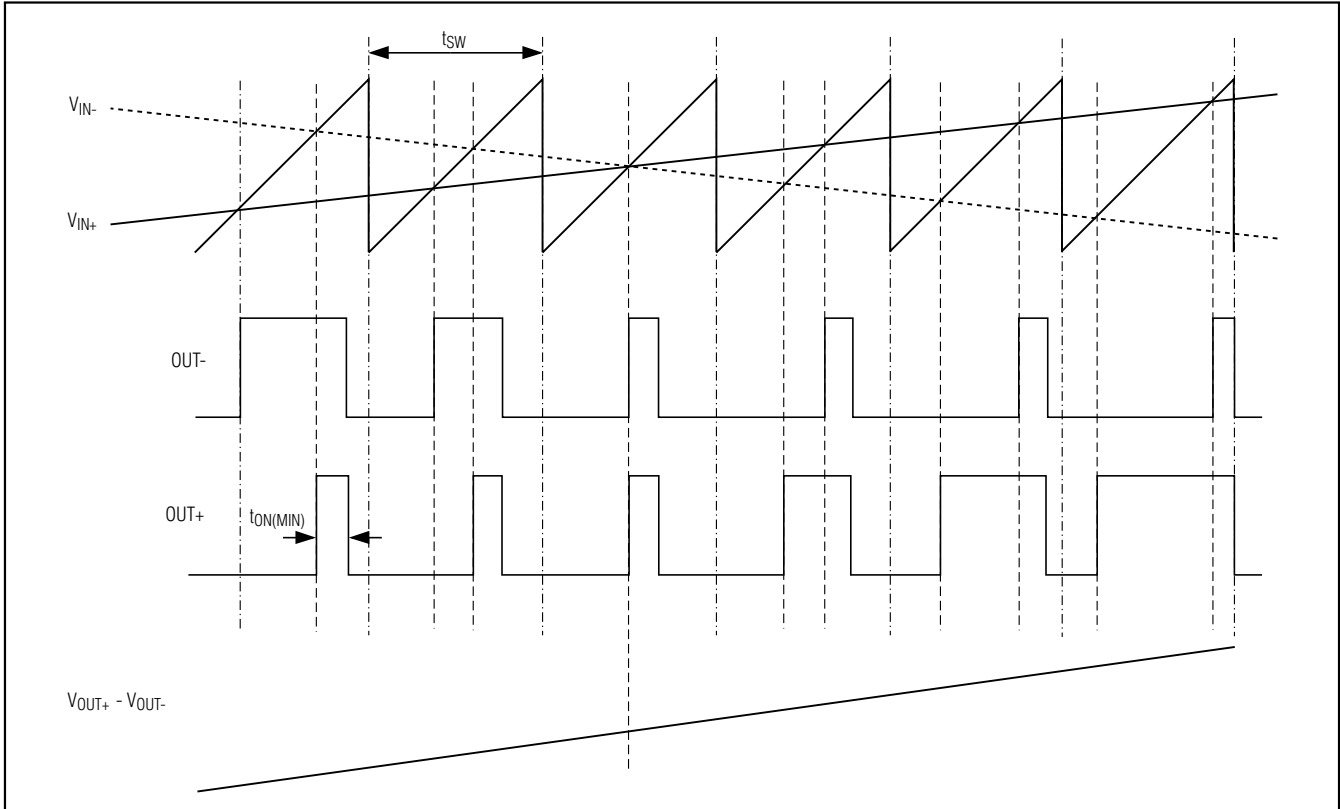 tSW
VIN-
VIN+
OUT-
OUT+
tON(MIN)
VOUT+ - VOUT-